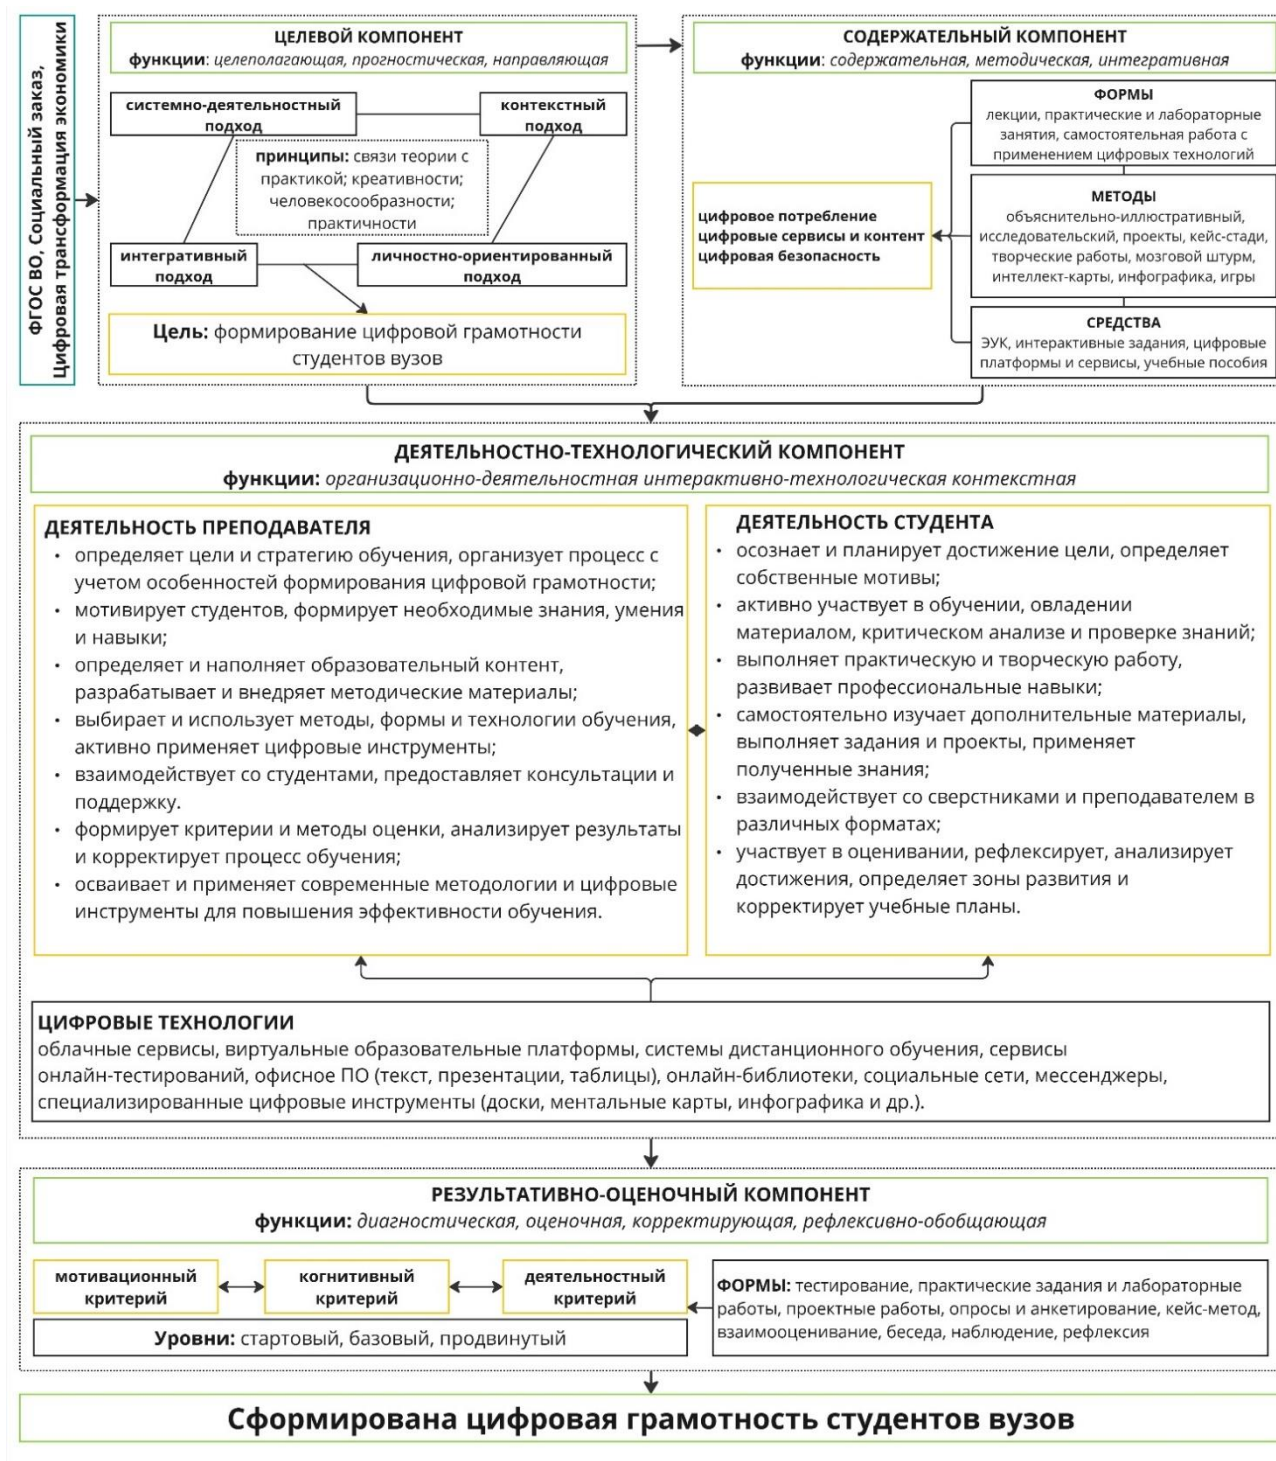 ФГОС ВО, Социальный заказ,
Цифровая трансформация экономики
ЦЕЛЕВОЙ КОМПОНЕНТ
функции: целеполагающая, прогностическая, направляющая
системно-деятельностный
подход
контекстный
подход
принципы: связи теории с
практикой; креативности;
человекосообразности;
практичности
интегративный
подход
личностно-ориентированный
подход
Цель: формирование цифровой грамотности
студентов вузов
СОДЕРЖАТЕЛЬНЫЙ КОМПОНЕНТ
функции: содержательная, методическая, интегративная
цифровое потребление
цифровые сервисы и контент
цифровая безопасность
ФОРМЫ
лекции, практические и лабораторные
занятия, самостоятельная работа с
применением цифровых технологий
МЕТОДЫ
объяснительно-иллюстративный,
исследовательский, проекты, кейс-стади,
творческие работы, мозговой штурм,
интеллект-карты, инфографика, игры
СРЕДСТВА
ЭУК, интерактивные задания, цифровые
платформы и сервисы, учебные пособия
ДЕЯТЕЛЬНОСТНО-ТЕХНОЛОГИЧЕСКИЙ КОМПОНЕНТ
функции: организационно-деятельностная интерактивно-технологическая контекстная
ДЕЯТЕЛЬНОСТЬ ПРЕПОДАВАТЕЛЯ
• определяет цели и стратегию обучения, организует процесс с
учетом особенностей формирования цифровой грамотности;
• мотивирует студентов, формирует необходимые знания, умения
и навыки;
• определяет и наполняет образовательный контент,
разрабатывает и внедряет методические материалы;
• выбирает и использует методы, формы и технологии обучения,
активно применяет цифровые инструменты;
• взаимодействует со студентами, предоставляет консультации и
поддержку.
• формирует критерии и методы оценки, анализирует результаты
и корректирует процесс обучения;
• осваивает и применяет современные методологии и цифровые
инструменты для повышения эффективности обучения.
ДЕЯТЕЛЬНОСТЬ СТУДЕНТА
• осознает и планирует достижение цели, определяет
собственные мотивы;
• активно участвует в обучении, овладении
материалом, критическом анализе и проверке знаний;
• выполняет практическую и творческую работу,
развивает профессиональные навыки;
• самостоятельно изучает дополнительные материалы,
выполняет задания и проекты, применяет
полученные знания;
• взаимодействует со сверстниками и преподавателем в
различных форматах;
• участвует в оценивании, рефлексирует, анализирует
достижения, определяет зоны развития и
корректирует учебные планы.
ЦИФРОВЫЕ ТЕХНОЛОГИИ
облачные сервисы, виртуальные образовательные платформы, системы дистанционного обучения, сервисы
онлайн-тестирований, офисное ПО (текст, презентации, таблицы), онлайн-библиотеки, социальные сети, мессенджеры,
специализированные цифровые инструменты (доски, ментальные карты, инфографика и др.).
РЕЗУЛЬТАТИВНО-ОЦЕНОЧНЫЙ КОМПОНЕНТ
функции: диагностическая, оценочная, корректирующая, рефлексивно-обобщающая
мотивационный
критерий
когнитивный
критерий
деятельностный
критерий
Уровни: стартовый, базовый, продвинутый
ФОРМЫ: тестирование, практические задания и лабораторные
работы, проектные работы, опросы и анкетирование, кейс-метод,
взаимооценивание, беседа, наблюдение, рефлексия
Сформирована цифровая грамотность студентов вузов